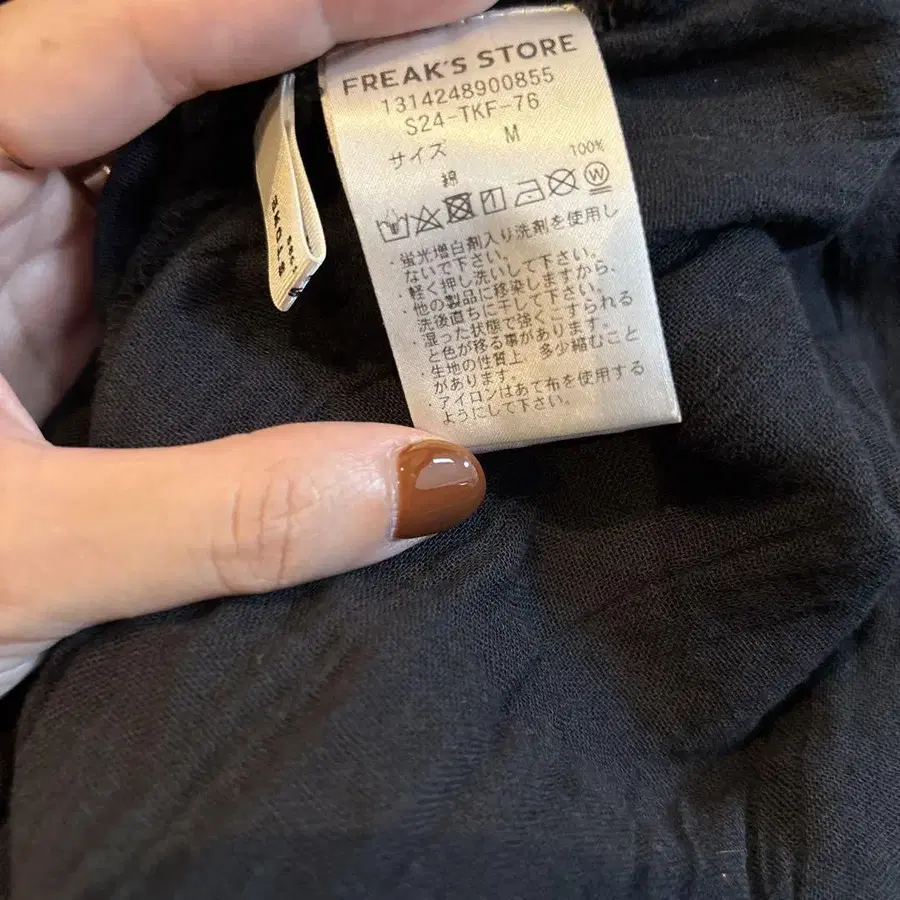 FREAK'S STORE
1314248900855
S24-TKF-76
サイズ M
綿 100%
W
・蛍光増白剤入り洗剤を使用し
ないで下さい。
・軽く押し洗いして下さい。
・他の製品に移染しますから、
洗後直ちに干して下さい。
・湿った状態で強くこすられる
と色が移る事があります。
・生地の性質上 多少縮むこと
があります。
・アイロンはあて布を使用する
ようにして下さい。